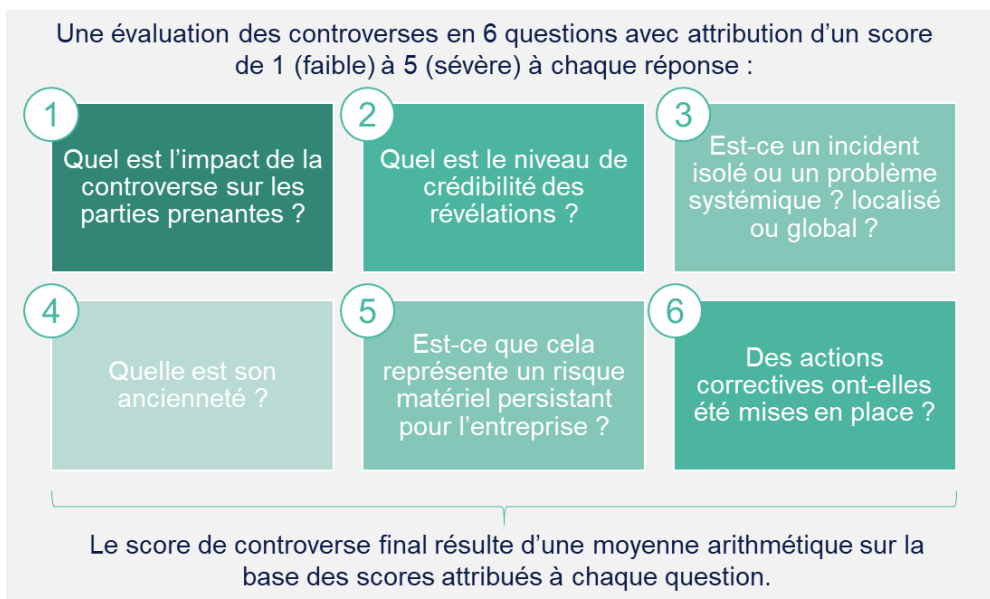 Une évaluation des controverses en 6 questions avec attribution d’un score
de 1 (faible) à 5 (sévère) à chaque réponse :
1
Quel est l’impact de la
controverse sur les
parties prenantes ?
2
Quel est le niveau de
crédibilité des
révélations ?
3
Est-ce un incident
isolé ou un problème
systémique ? localisé
ou global ?
4
Quelle est son
ancienneté ?
5
Est-ce que cela
représente un risque
matériel persistant
pour l’entreprise ?
6
Des actions
correctives ont-elles
été mises en place ?
Le score de controverse final résulte d’une moyenne arithmétique sur la
base des scores attribués à chaque question.